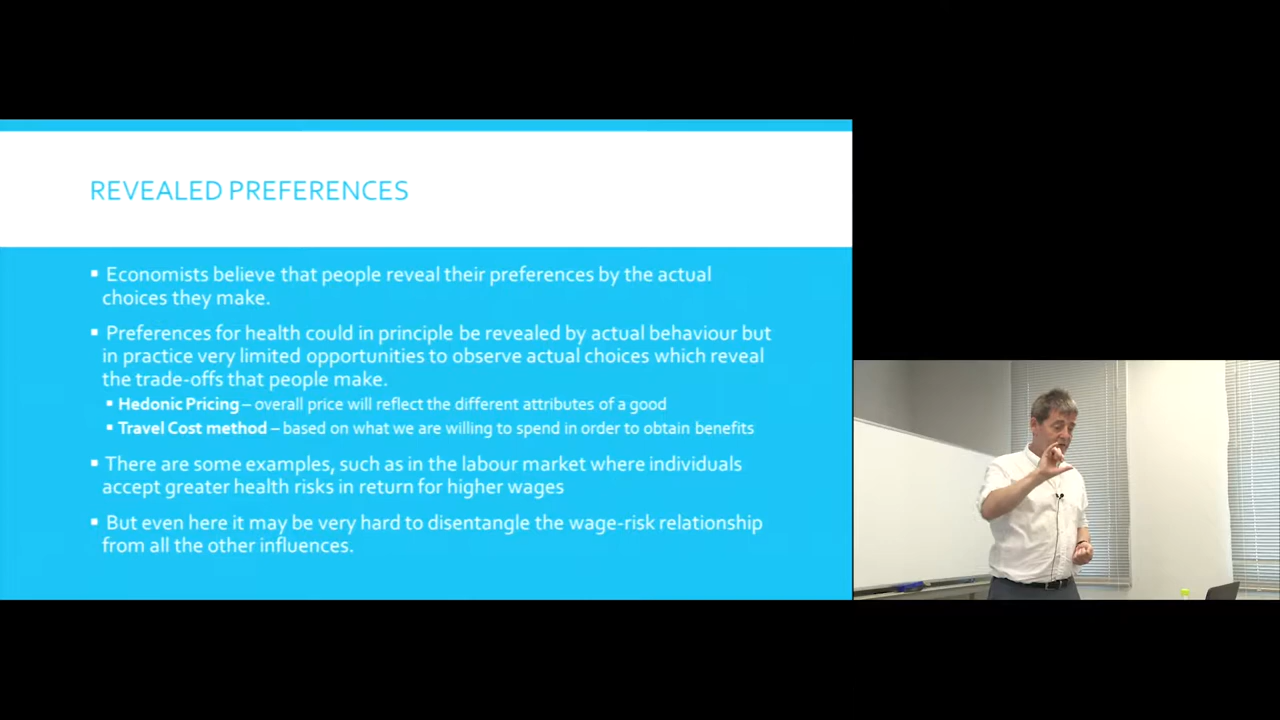 REVEALED PREFERENCES
▪ Economists believe that people reveal their preferences by the actual
choices they make.
▪ Preferences for health could in principle be revealed by actual behaviour but
in practice very limited opportunities to observe actual choices which reveal
the trade-offs that people make.
▪ Hedonic Pricing – overall price will reflect the different attributes of a good
▪ Travel Cost method – based on what we are willing to spend in order to obtain benefits
▪ There are some examples, such as in the labour market where individuals
accept greater health risks in return for higher wages
▪ But even here it may be very hard to disentangle the wage-risk relationship
from all the other influences.